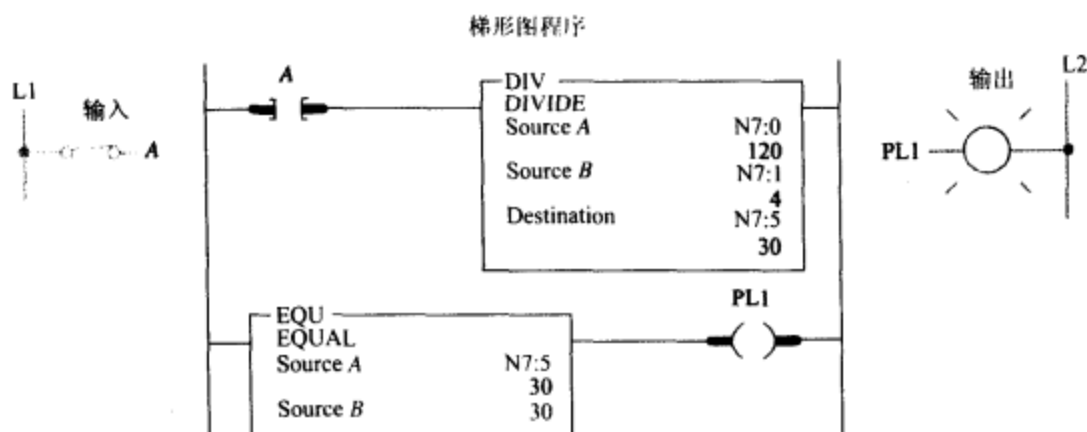 梯形图程序
L1
输入
A
A
DIV
DIVIDE
Source A N7:0
120
Source B N7:1
4
Destination N7:5
30
输出
L2
PL1
EQU
EQUAL
Source A N7:5
30
Source B 30
PL1